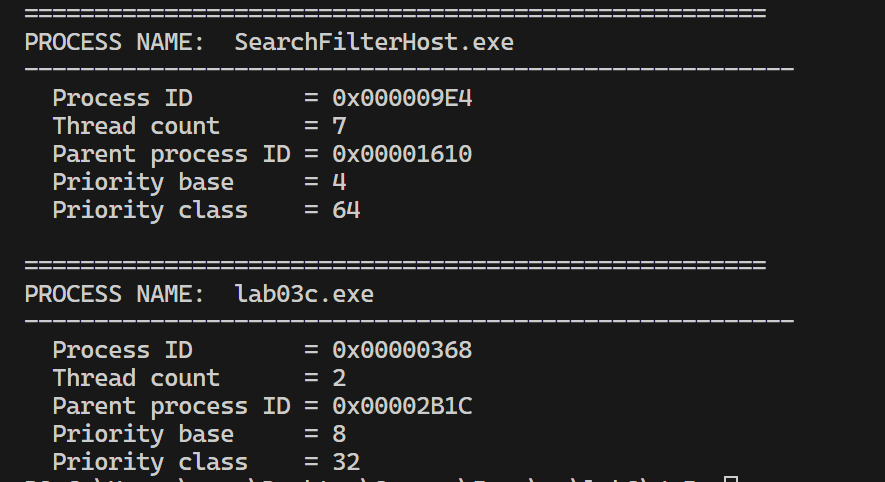 =====================================================
PROCESS NAME:  SearchFilterHost.exe
-------------------------------------------------------
  Process ID        = 0x000009E4
  Thread count      = 7
  Parent process ID = 0x00001610
  Priority base     = 4
  Priority class    = 64
=====================================================
PROCESS NAME:  lab03c.exe
-------------------------------------------------------
  Process ID        = 0x00000368
  Thread count      = 2
  Parent process ID = 0x00002B1C
  Priority base     = 8
  Priority class    = 32